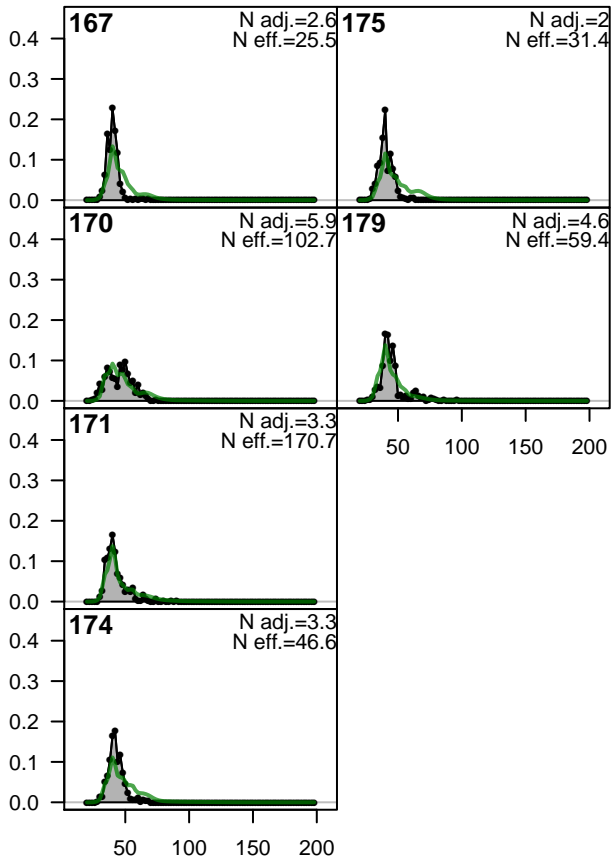 167
N adj.=2.6
N eff.=25.5
175
N adj.=2
N eff.=31.4
0.4
0.3
0.2
0.1
0.0
170
N adj.=5.9
N eff.=102.7
179
N adj.=4.6
N eff.=59.4
0.4
0.3
0.2
0.1
0.0
50 100 150 200
171
N adj.=3.3
N eff.=170.7
0.4
0.3
0.2
0.1
0.0
174
N adj.=3.3
N eff.=46.6
0.4
0.3
0.2
0.1
0.0
50 100 150 200